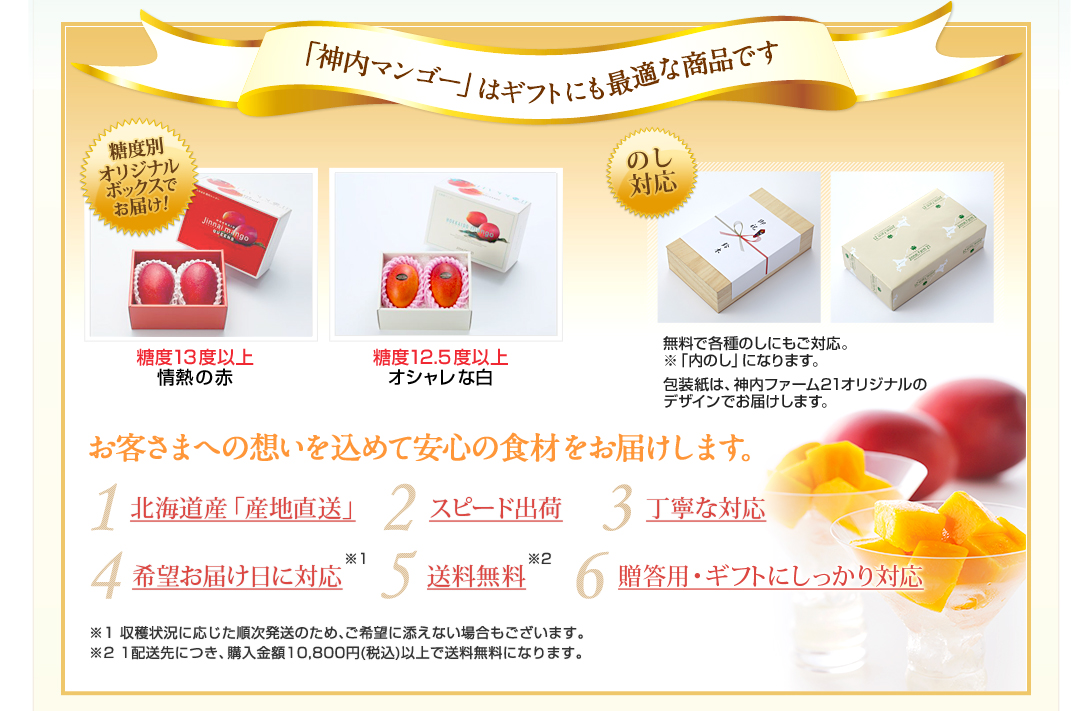 「神内マンゴー」はギフトにも最適な商品です
糖度別
オリジナル
ボックスで
お届け!
のし
対応
Jinnai mango
糖度13度以上
情熱の赤
糖度12.5度以上
オシャレな白
無料で各種のしにもご対応。
※「内のし」になります。
包装紙は、神内ファーム21オリジナルの
デザインでお届けします。
お客さまへの想いを込めて安心の食材をお届けします。
1 北海道産「産地直送」 2 スピード出荷 3 丁寧な対応
4 希望お届け日に対応※1 5 送料無料※2 6 贈答用・ギフトにしっかり対応
※1 収穫状況に応じた順次発送のため、ご希望に添えない場合もございます。
※2 1配送先につき、購入金額10,800円(税込)以上で送料無料になります。